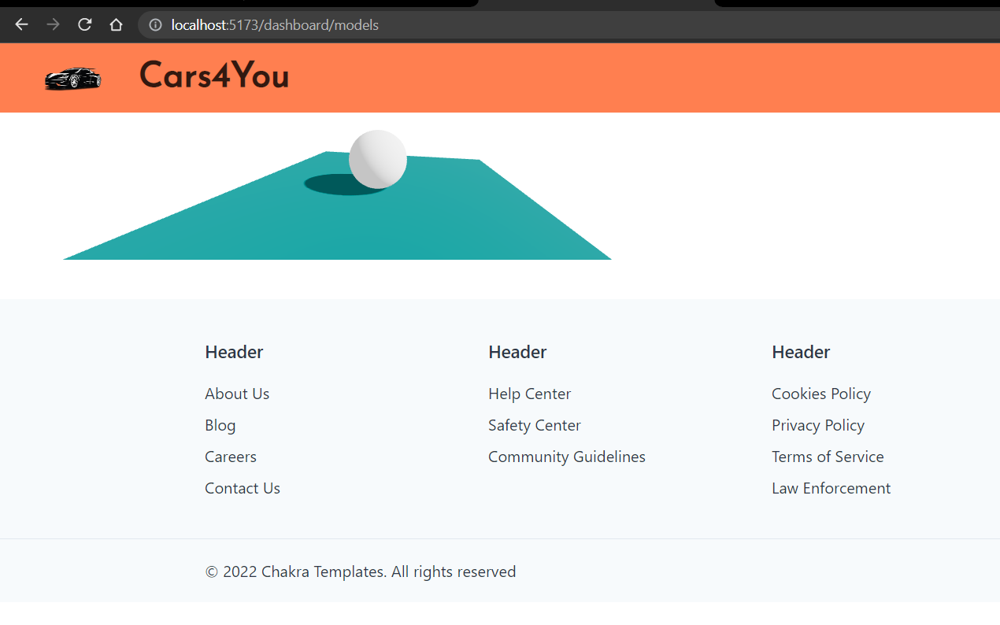 localhost:5173/dashboard/models
Cars4You
Header
Header
Header
About Us
Help Center
Cookies Policy
Blog
Safety Center
Privacy Policy
Careers
Community Guidelines
Terms of Service
Contact Us
Law Enforcement
© 2022 Chakra Templates. All rights reserved